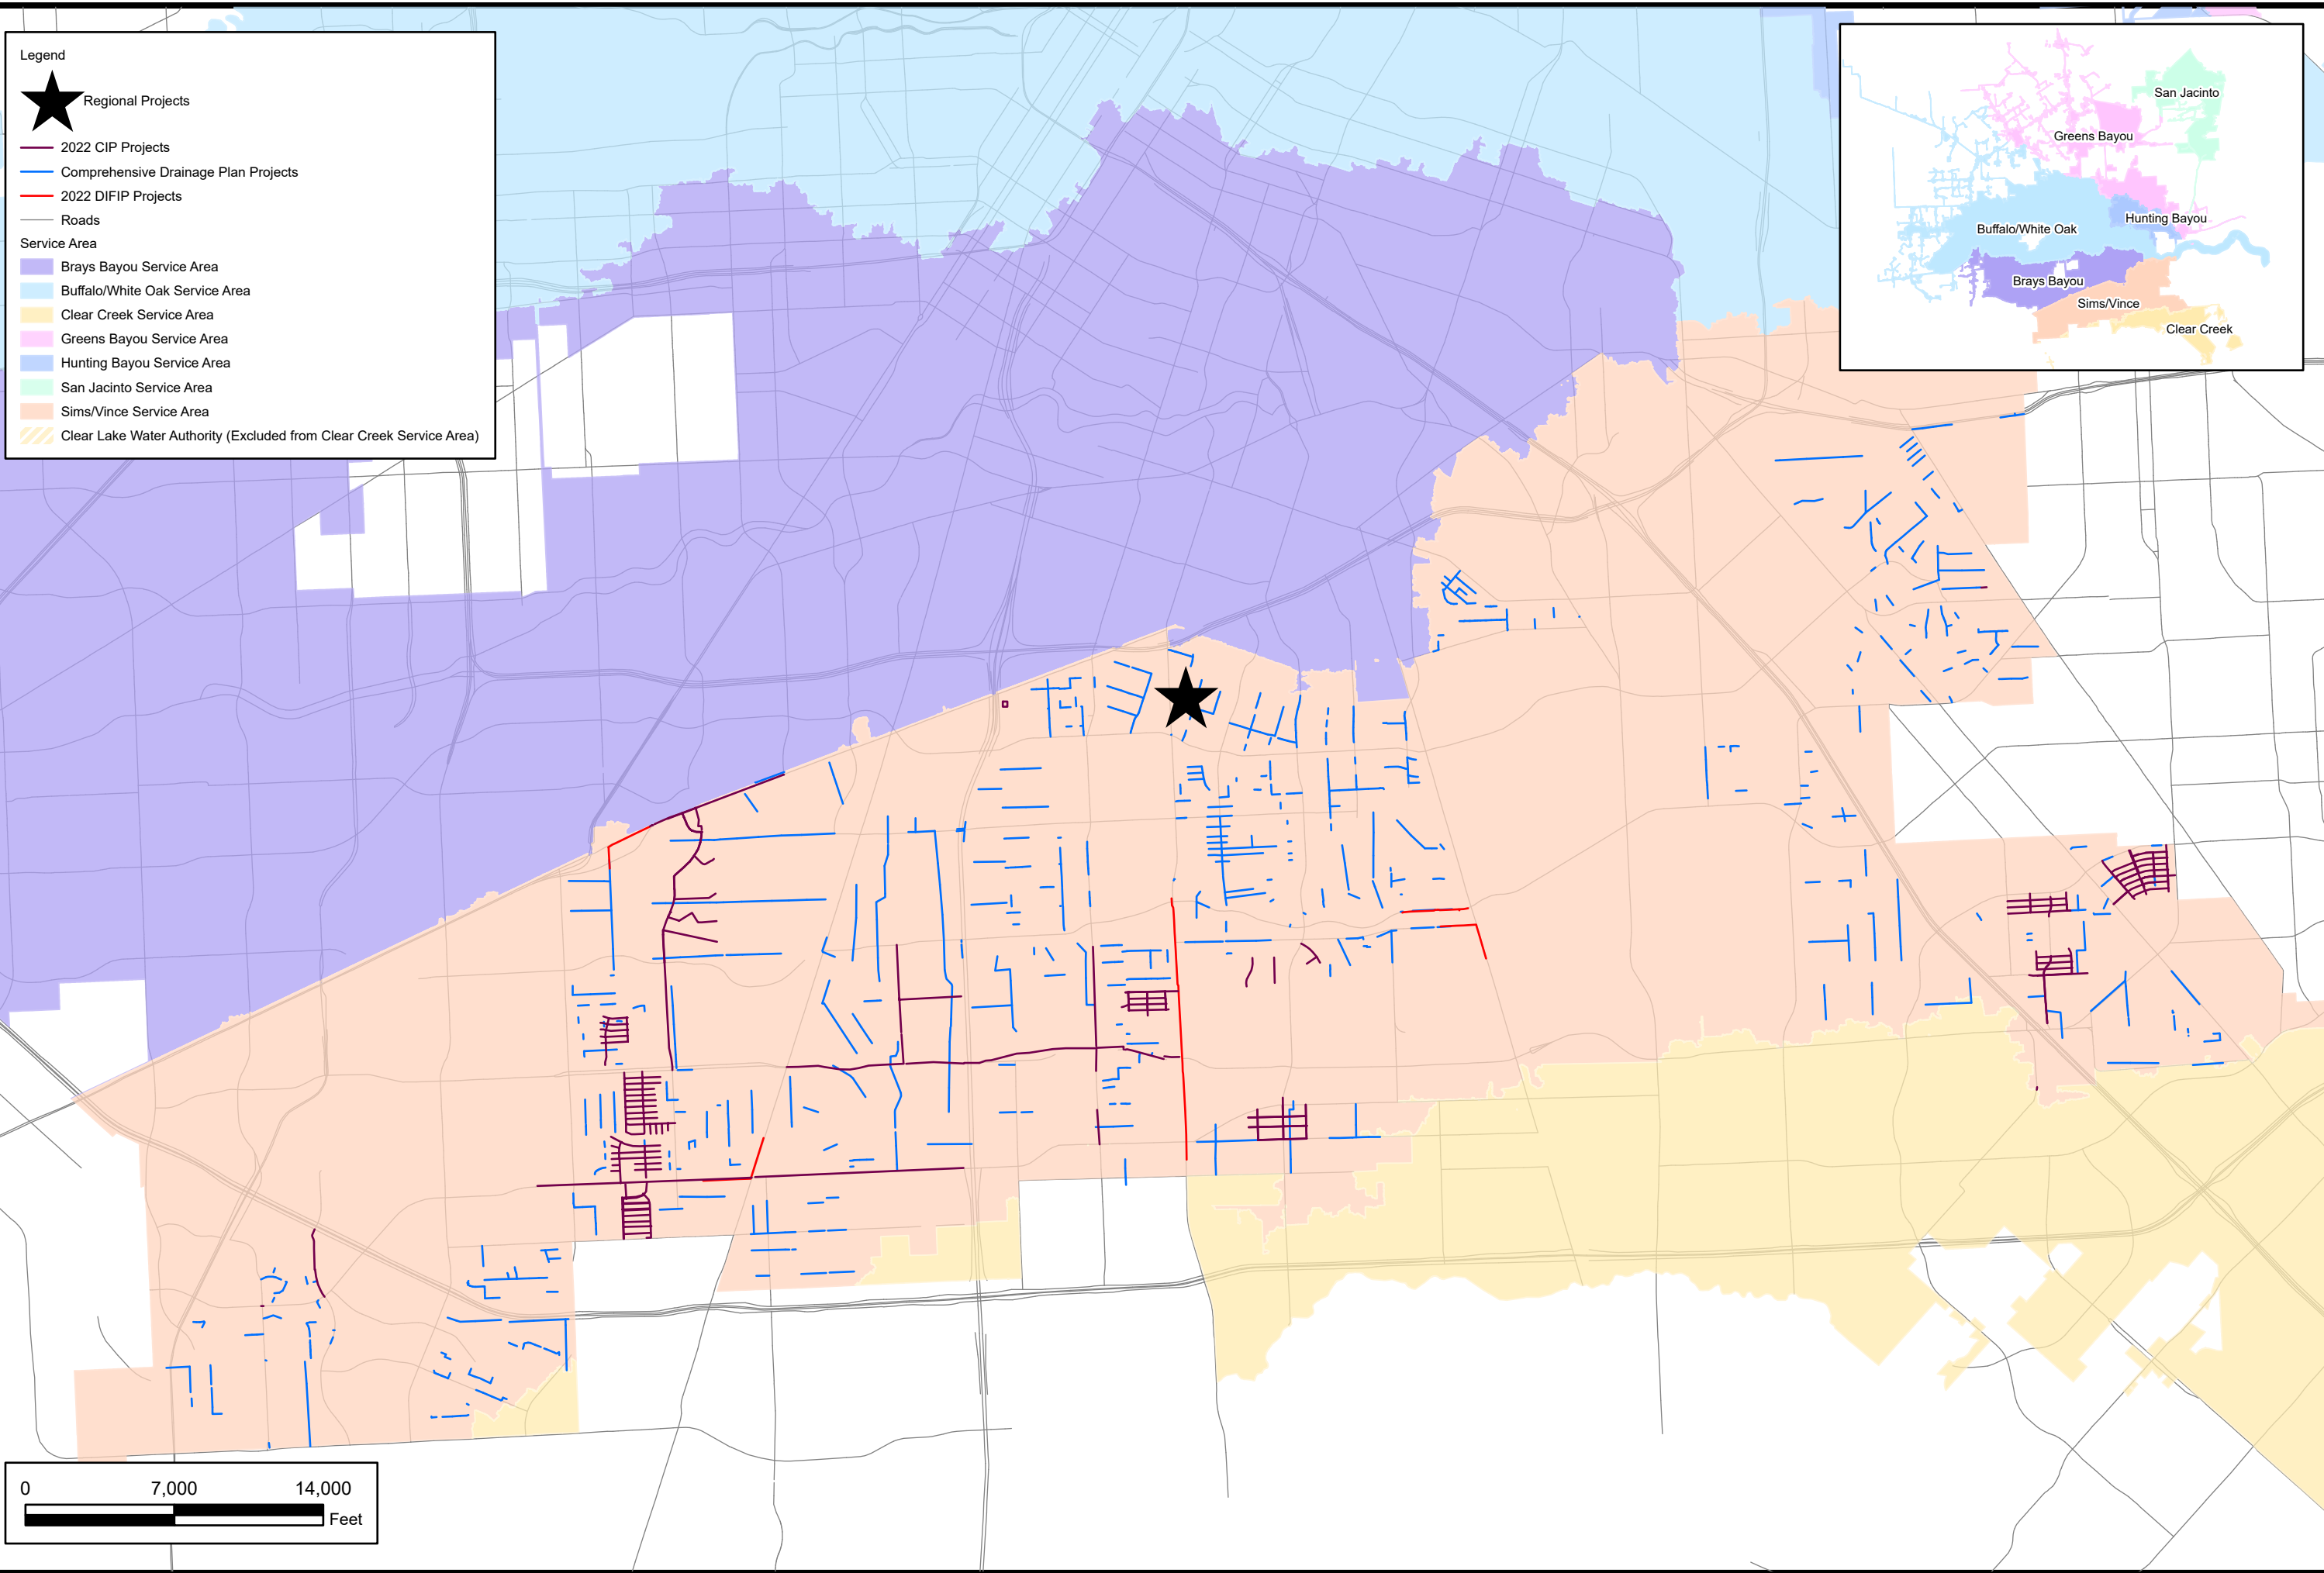 Legend
Regional Projects
2022 CIP Projects
Comprehensive Drainage Plan Projects
2022 DIFIP Projects
Roads
Service Area
Brays Bayou Service Area
Buffalo/White Oak Service Area
Clear Creek Service Area
Greens Bayou Service Area
Hunting Bayou Service Area
San Jacinto Service Area
Sims/Vince Service Area
Clear Lake Water Authority (Excluded from Clear Creek Service Area)
San Jacinto
Greens Bayou
Hunting Bayou
Buffalo/White Oak
Brays Bayou
Sims/Vince
Clear Creek
0 7,000 14,000
Feet